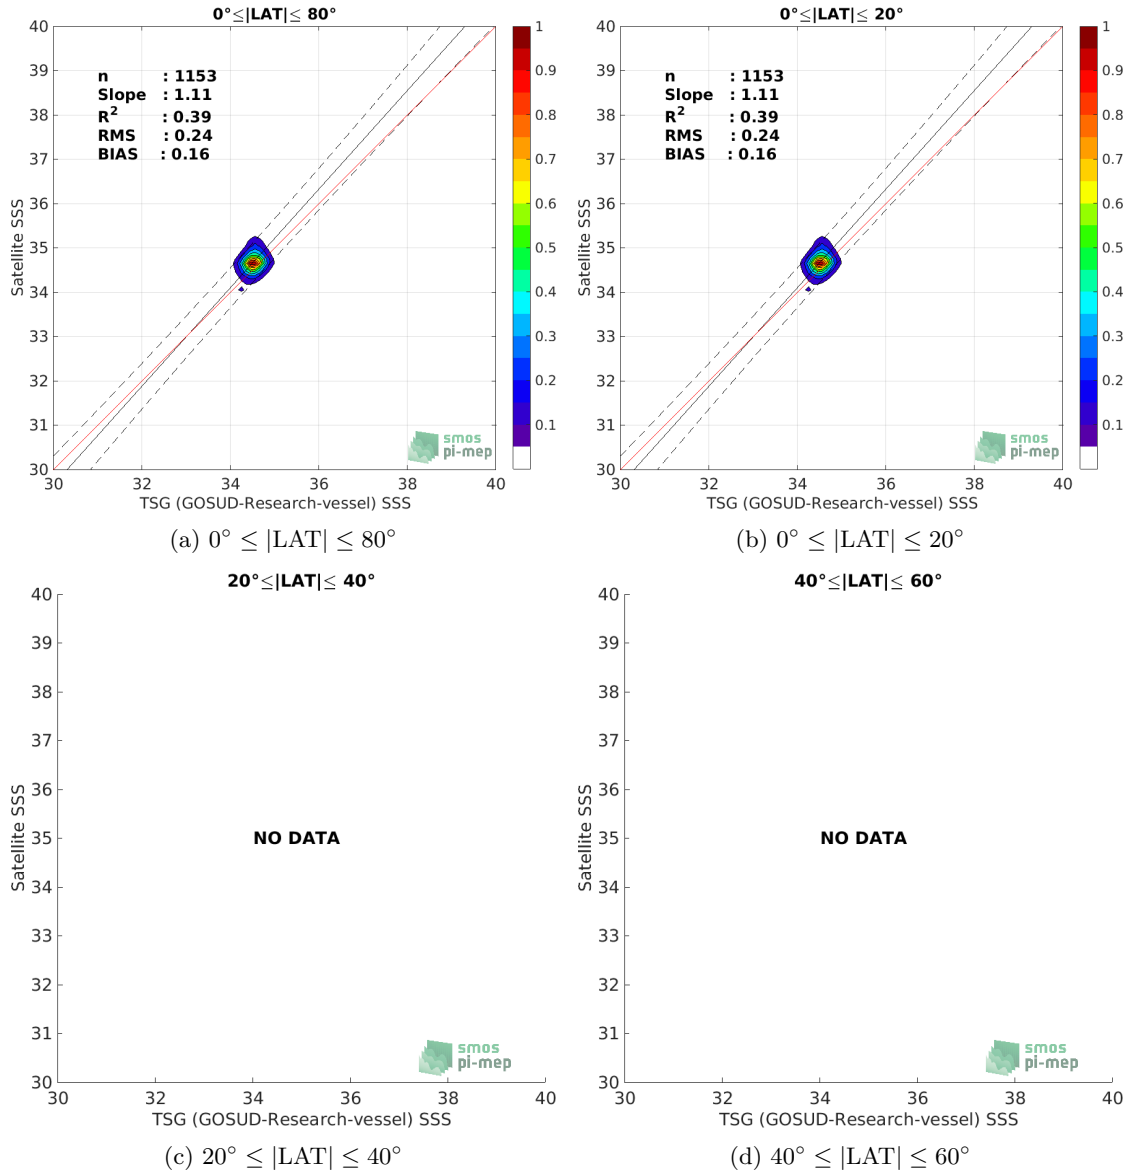 0°≤|LAT|≤ 80°
n : 1153
Slope : 1.11
R² : 0.39
RMS : 0.24
BIAS : 0.16
40
39
38
37
36
35
34
33
32
31
30
30 32 34 36 38 40
Satellite SSS
TSG (GOSUD-Research-vessel) SSS
1
0.9
0.8
0.7
0.6
0.5
0.4
0.3
0.2
0.1
smos
pi-mep
(a) 0° ≤ |LAT| ≤ 80°
0°≤|LAT|≤ 20°
n : 1153
Slope : 1.11
R² : 0.39
RMS : 0.24
BIAS : 0.16
40
39
38
37
36
35
34
33
32
31
30
30 32 34 36 38 40
Satellite SSS
TSG (GOSUD-Research-vessel) SSS
1
0.9
0.8
0.7
0.6
0.5
0.4
0.3
0.2
0.1
smos
pi-mep
(b) 0° ≤ |LAT| ≤ 20°
20°≤|LAT|≤ 40°
40
39
38
37
36
35
34
33
32
31
30
30 32 34 36 38 40
Satellite SSS
NO DATA
TSG (GOSUD-Research-vessel) SSS
smos
pi-mep
(c) 20° ≤ |LAT| ≤ 40°
40°≤|LAT|≤ 60°
40
39
38
37
36
35
34
33
32
31
30
30 32 34 36 38 40
Satellite SSS
NO DATA
TSG (GOSUD-Research-vessel) SSS
smos
pi-mep
(d) 40° ≤ |LAT| ≤ 60°